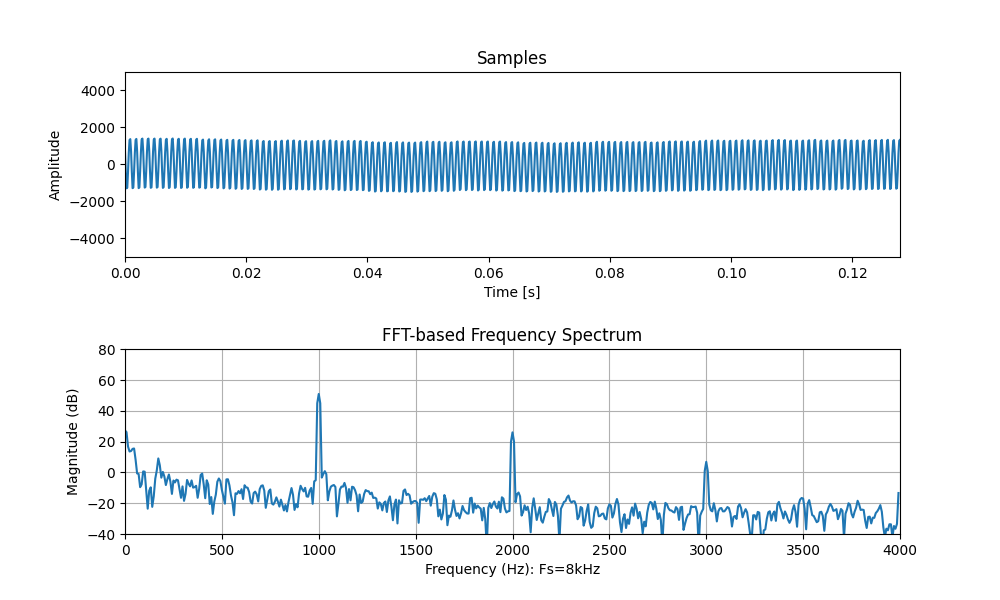 Samples
4000
2000
0
−2000
−4000
Amplitude
0.00 0.02 0.04 0.06 0.08 0.10 0.12
Time [s]
FFT-based Frequency Spectrum
80
60
40
20
0
−20
−40
Magnitude (dB)
0 500 1000 1500 2000 2500 3000 3500 4000
Frequency (Hz): Fs=8kHz